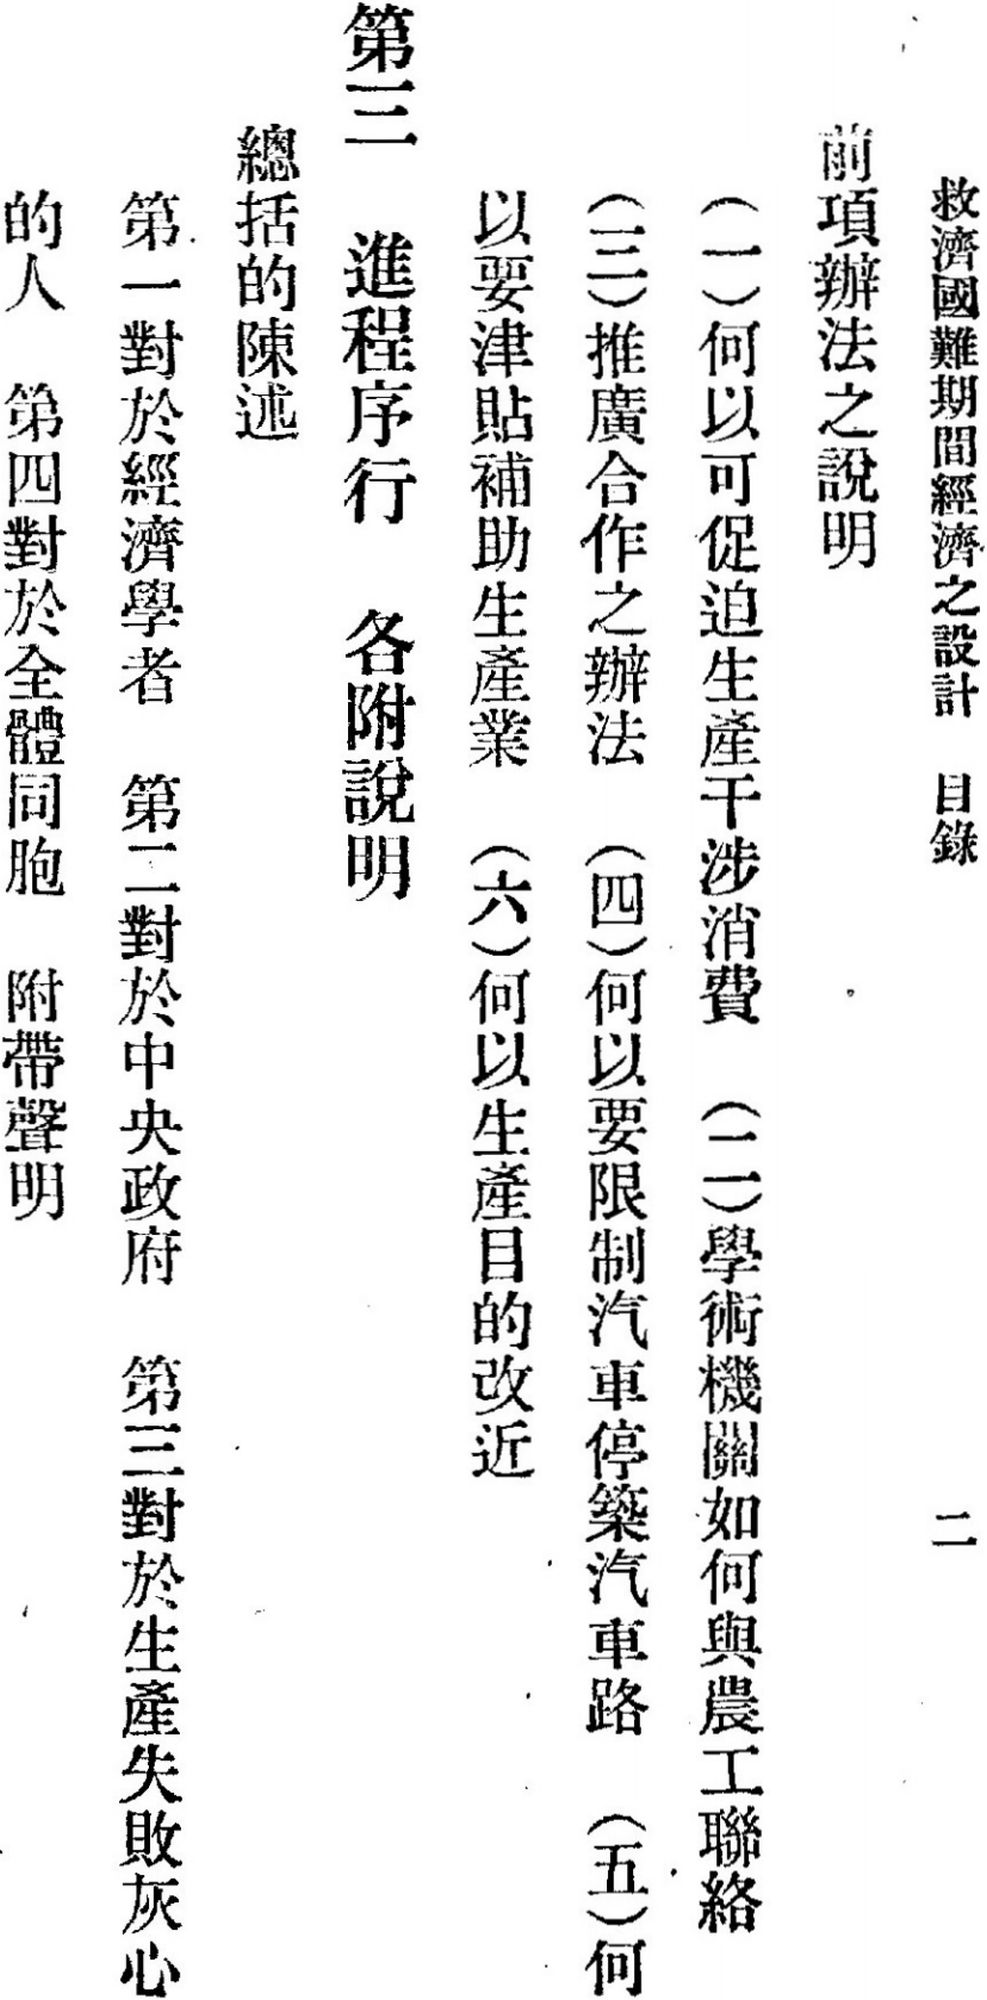 救濟國難期間經濟之設計　目錄　二
前項辦法之說明
（一）何以可促迫生產干涉消費　（二）學術機關如何與農工聯絡
（三）推廣合作之辦法　（四）何以要限制汽車停築汽車路　（五）何
以要津貼補助生產業　（六）何以生產目的改近
第三　進程序行　各附說明
總括的陳述
第一對於經濟學者　第二對於中央政府　第三對於生產失敗灰心
的人　第四對於全體同胞　附帶聲明